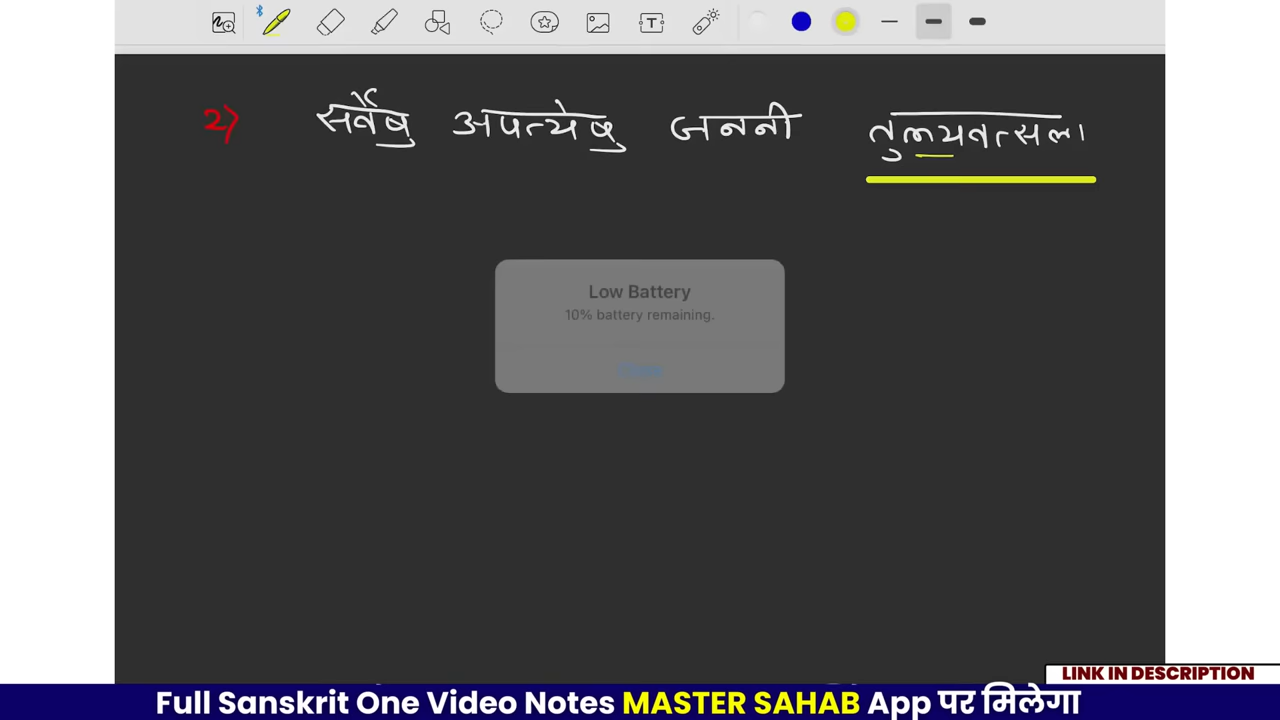 2) सर्वेषु अपत्येषु जननी तुल्यवत्सला
Low Battery
10% battery remaining.
Close
LINK IN DESCRIPTION
Full Sanskrit One Video Notes MASTER SAHAB App पर मिलेगा